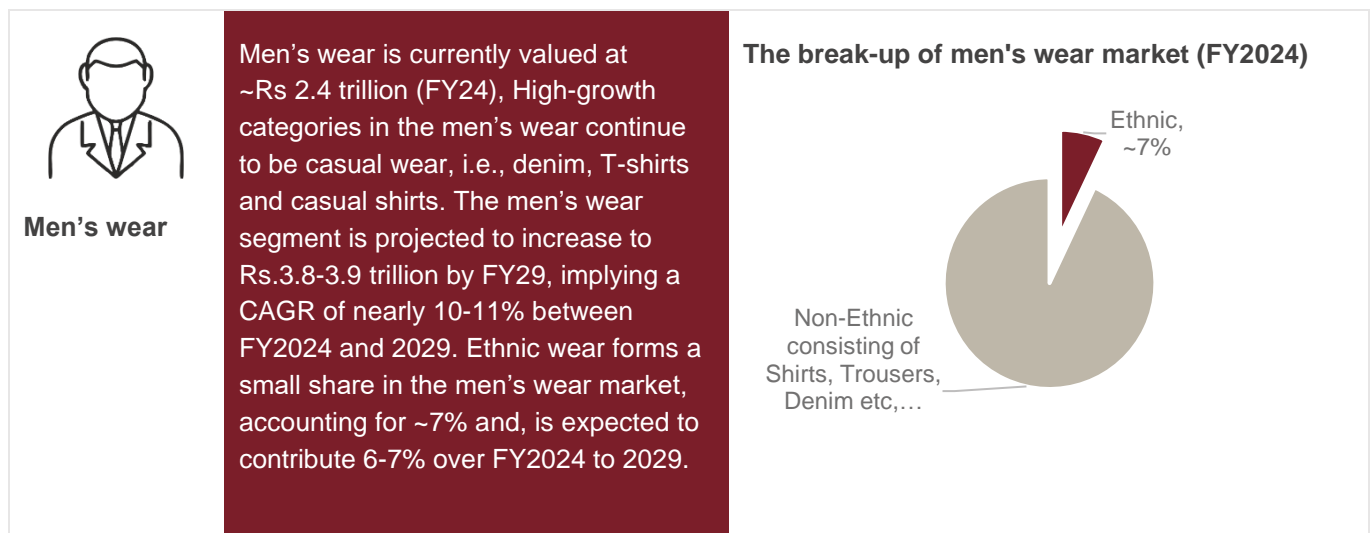 Men’s wear
Men’s wear is currently valued at
~Rs 2.4 trillion (FY24), High-growth
categories in the men’s wear continue
to be casual wear, i.e., denim, T-shirts
and casual shirts. The men’s wear
segment is projected to increase to
Rs.3.8-3.9 trillion by FY29, implying a
CAGR of nearly 10-11% between
FY2024 and 2029. Ethnic wear forms a
small share in the men’s wear market,
accounting for ~7% and, is expected to
contribute 6-7% over FY2024 to 2029.
The break-up of men's wear market (FY2024)
Ethnic,
~7%
Non-Ethnic
consisting of
Shirts, Trousers,
Denim etc,…